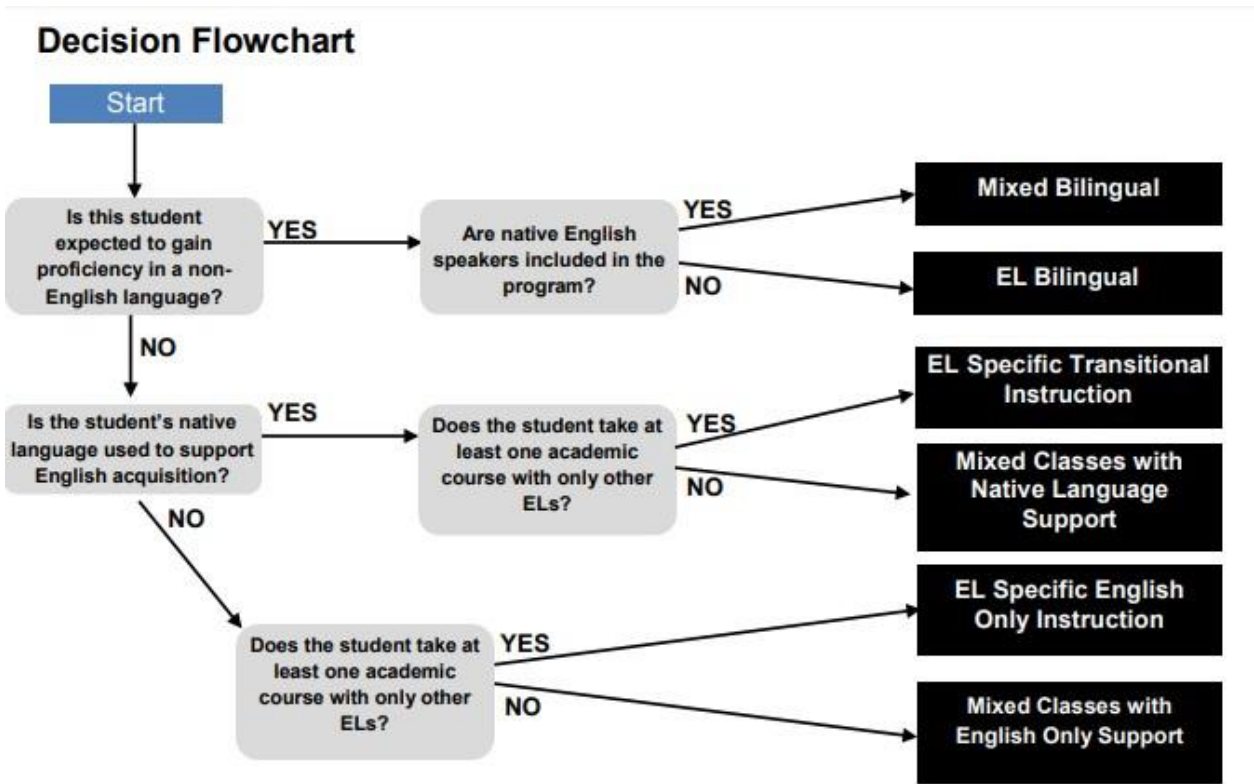 Decision Flowchart
Start
Is this student
expected to gain
proficiency in a non-
English language?
YES
Are native English
speakers included in the
program?
YES
Mixed Bilingual
NO
EL Bilingual
NO
Is the student's native
language used to support
English acquisition?
YES
Does the student take at
least one academic
course with only other
ELs?
YES
EL Specific Transitional
Instruction
NO
Mixed Classes with
Native Language
Support
NO
Does the student take at
least one academic
course with only other
ELs?
YES
EL Specific English
Only Instruction
NO
Mixed Classes with
English Only Support